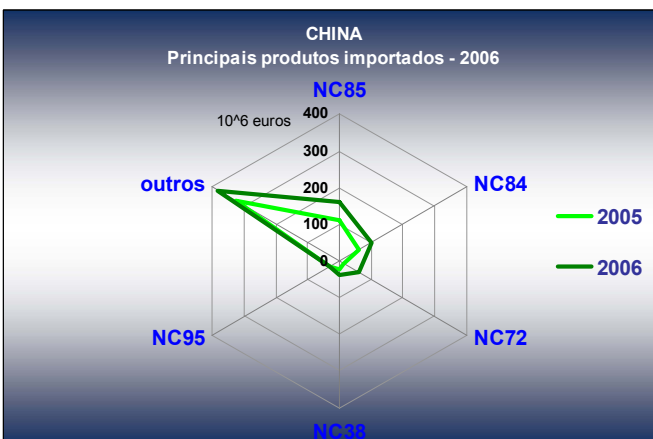 CHINA
Principais produtos importados - 2006
NC85
400
10^6 euros
300
outros
200
NC84
100
2005
0
2006
NC95
NC72
NC38